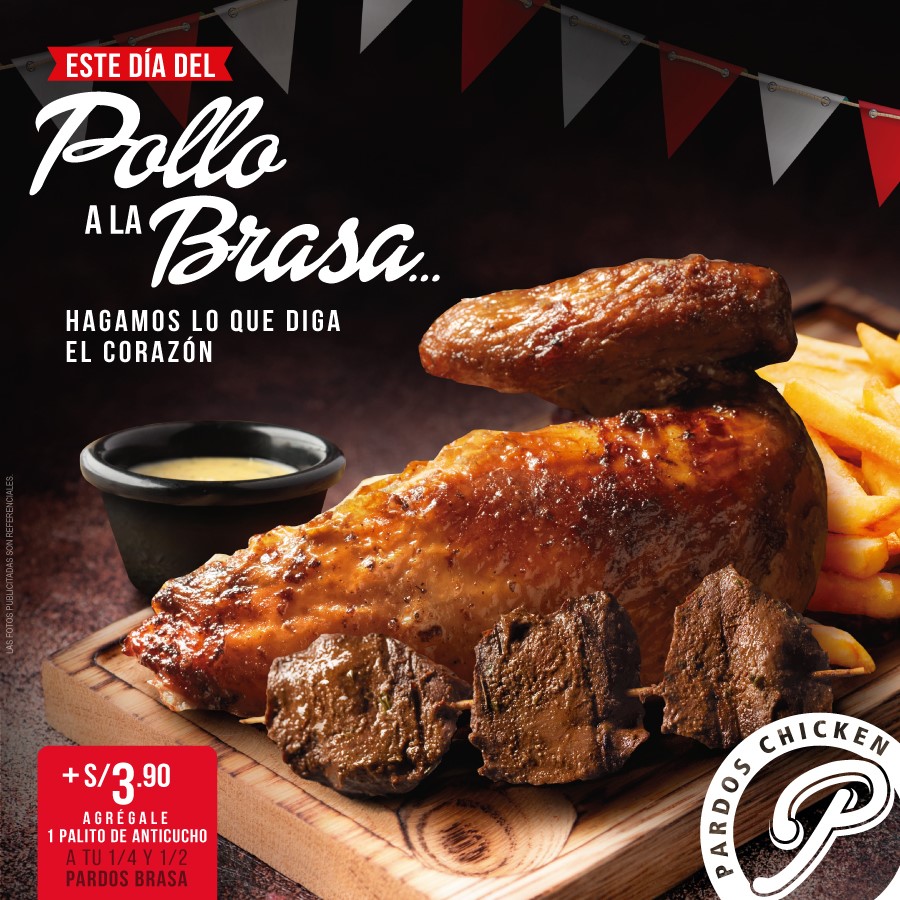 ESTE DÍA DEL
Pollo
A LA Brasa...
HAGAMOS LO QUE DIGA
EL CORAZÓN
LAS FOTOS PUBLICITADAS SON REFERENCIALES.
+ S/3.90
AGRÉGALE
1 PALITO DE ANTICUCHO
A TU 1/4 Y 1/2
PARDOS BRASA
PARDOS CHICKEN
P